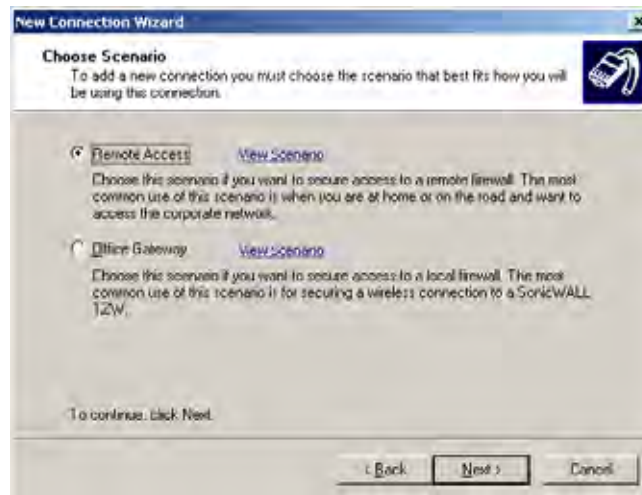 New Connection Wizard
Choose Scenario
To add a new connection you must choose the scenario that best fits how you will
be using this connection.
Remote Access View Scenario
Choose this scenario if you want to secure access to a remote firewall. The most
common use of this scenario is when you are at home or on the road and want to
access the corporate network.
Office Gateway View Scenario
Choose this scenario if you want to secure access to a local firewall. The most
common use of this scenario is for securing a wireless connection to a SonicWALL
TZW.
To continue, click Next.
< Back Next > Cancel